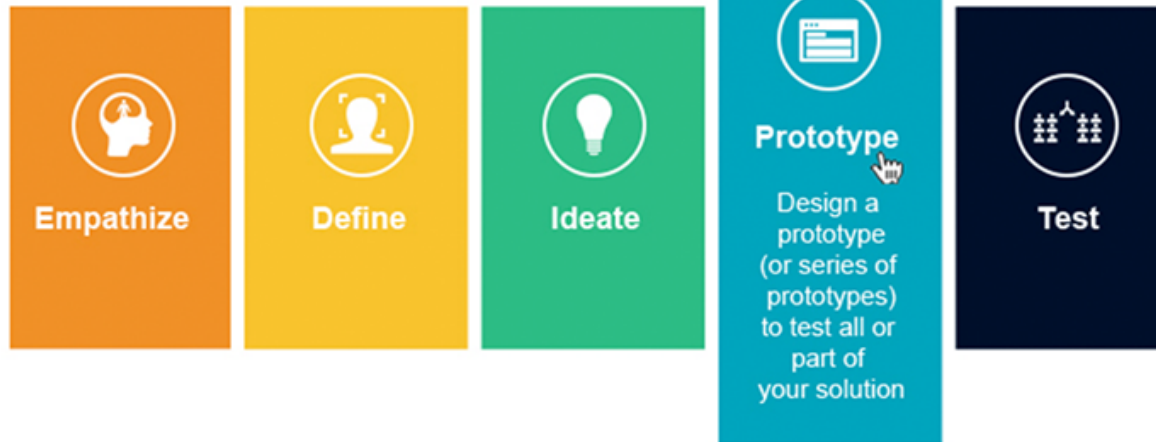 Empathize
Define
Ideate
Prototype
Design a
prototype
(or series of
prototypes)
to test all or
part of
your solution
Test